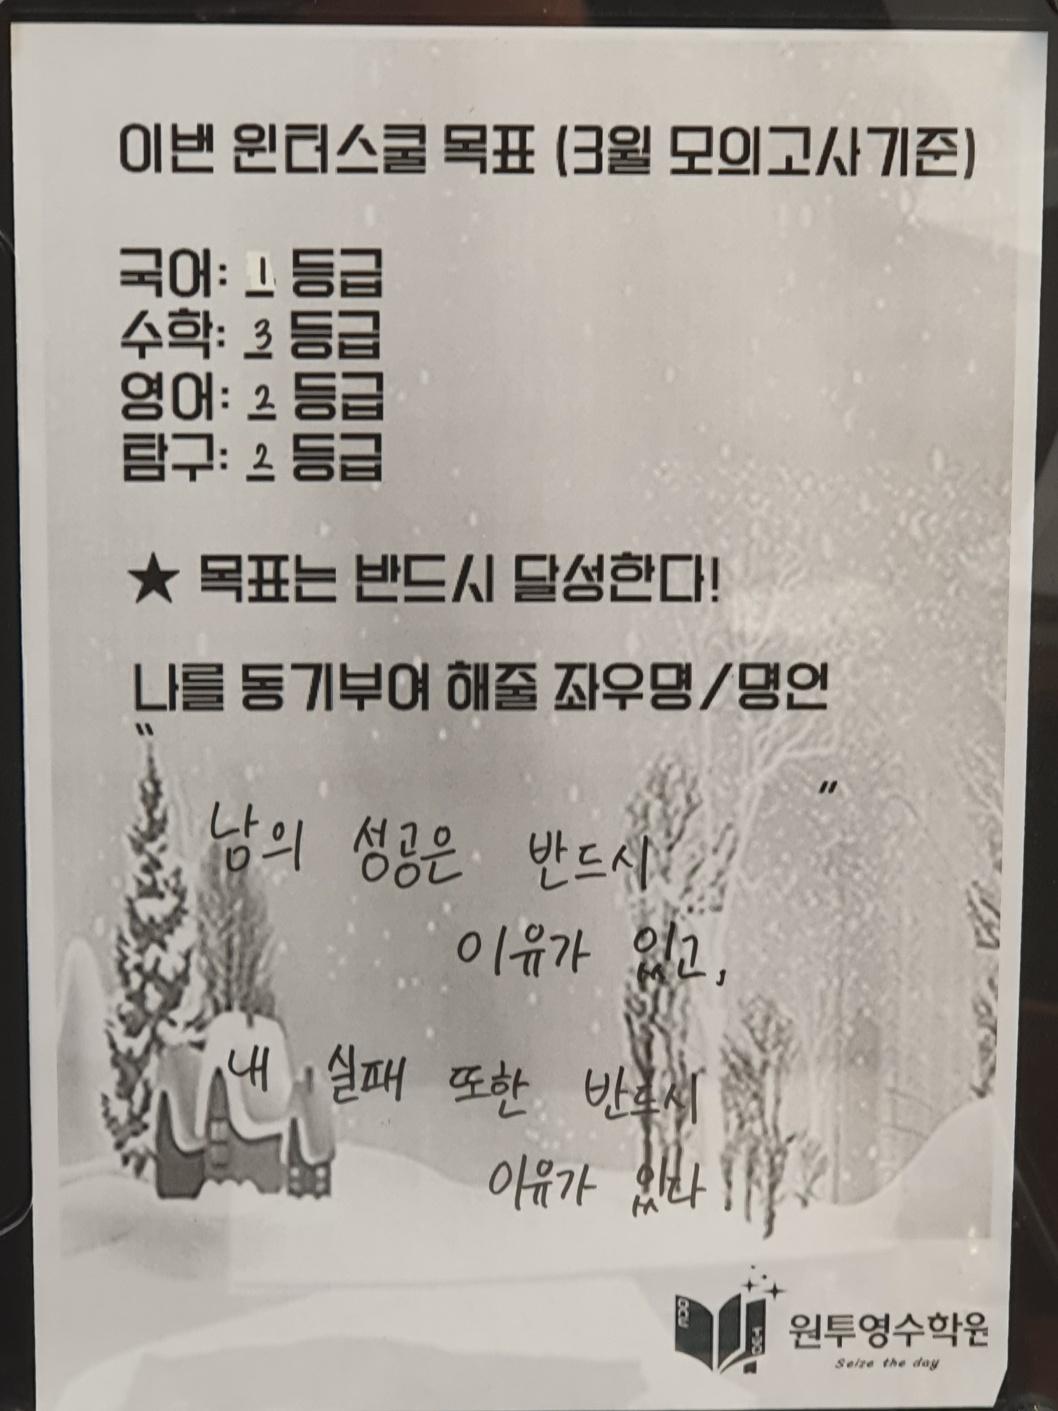 이번 윈터스쿨 목표 (3월 모의고사기준)
국어: 1 등급
수학: 3 등급
영어: 2 등급
탐구: 2 등급
★ 목표는 반드시 달성한다!
나를 동기부여 해줄 좌우명/명언
"
"
남의 성공은 반드시
이유가 있고,
내 실패 또한 반드시
이유가 있다
원투영수학원
Seize the day